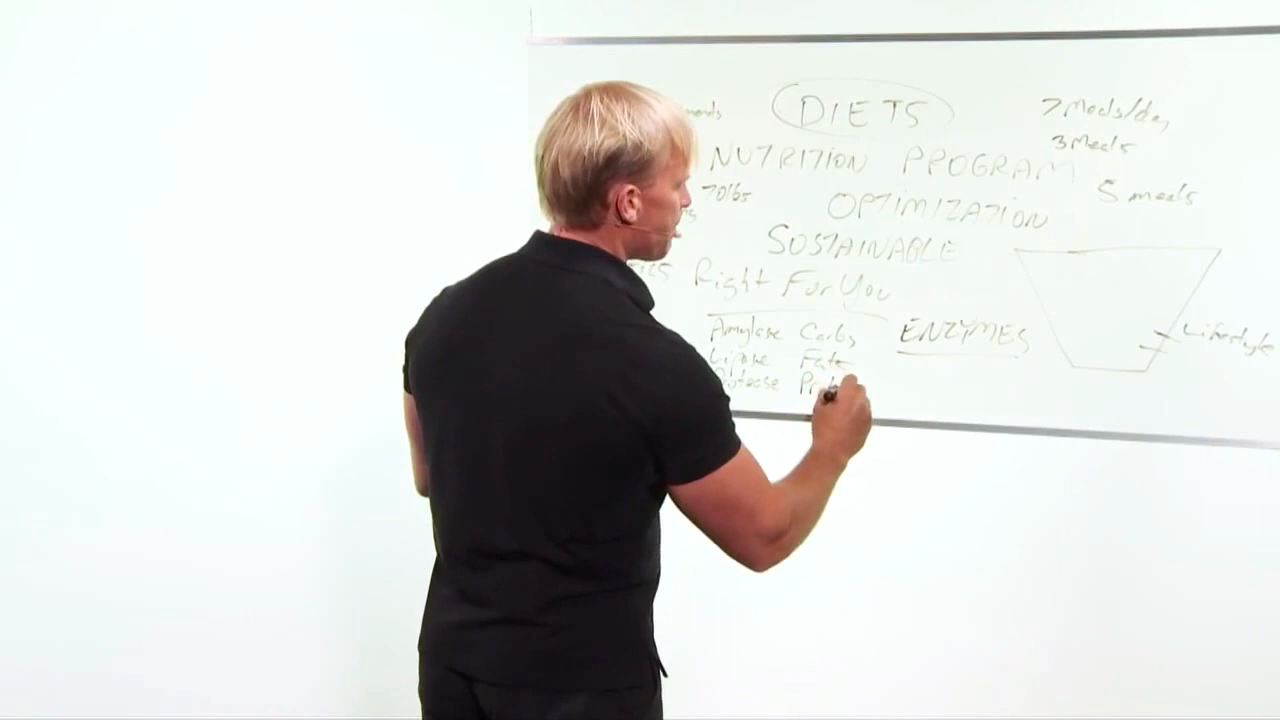 DIETS
7 Meals/day
3 Meals
NUTRITION PROGRAM
5 meals
70lbs
OPTIMIZATION
SUSTAINABLE
Right For You
Amylase Carbs
ENZYMES
Lifestyle
Lipase Fats